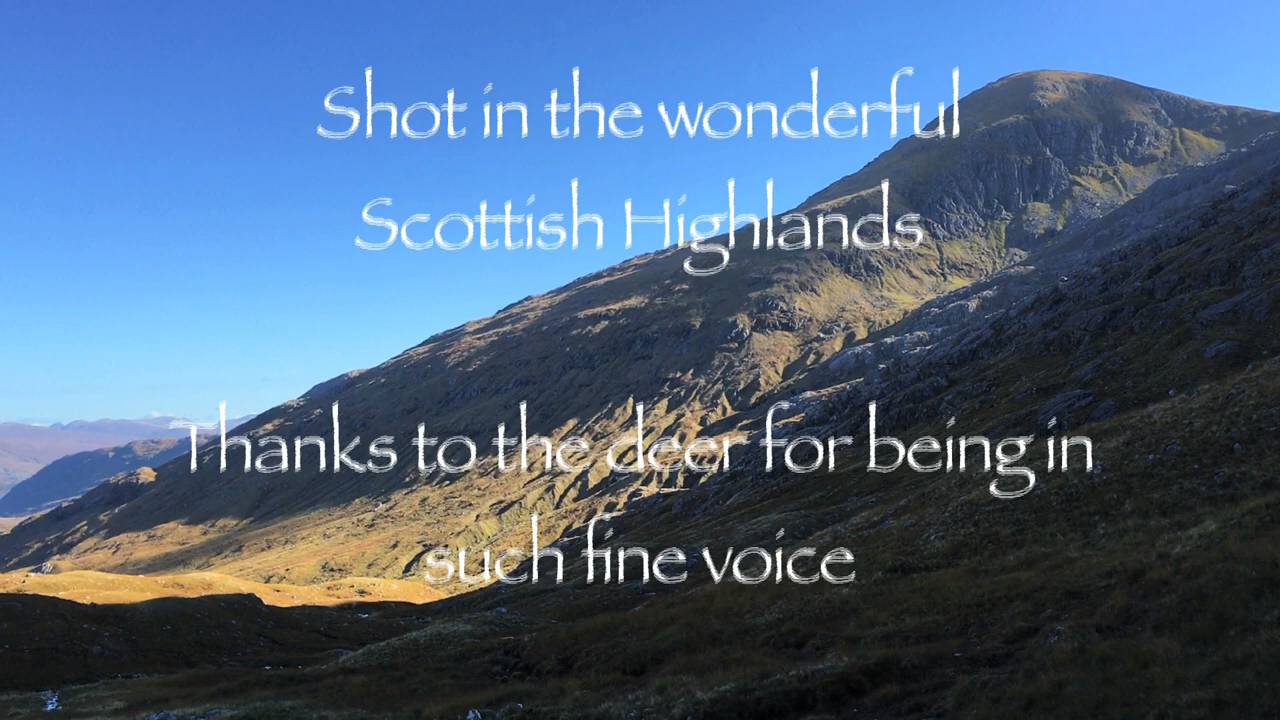 Shot in the wonderful
Scottish Highlands
Thanks to the deer for being in
such fine voice